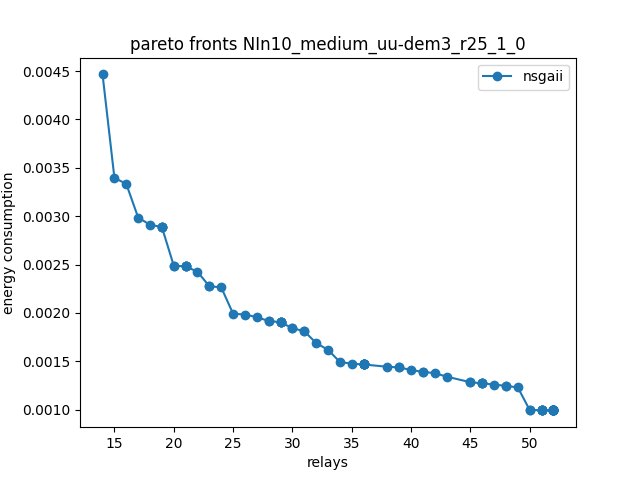 pareto fronts NIn10_medium_uu-dem3_r25_1_0
nsgaii
energy consumption
0.0045
0.0040
0.0035
0.0030
0.0025
0.0020
0.0015
0.0010
15 20 25 30 35 40 45 50
relays